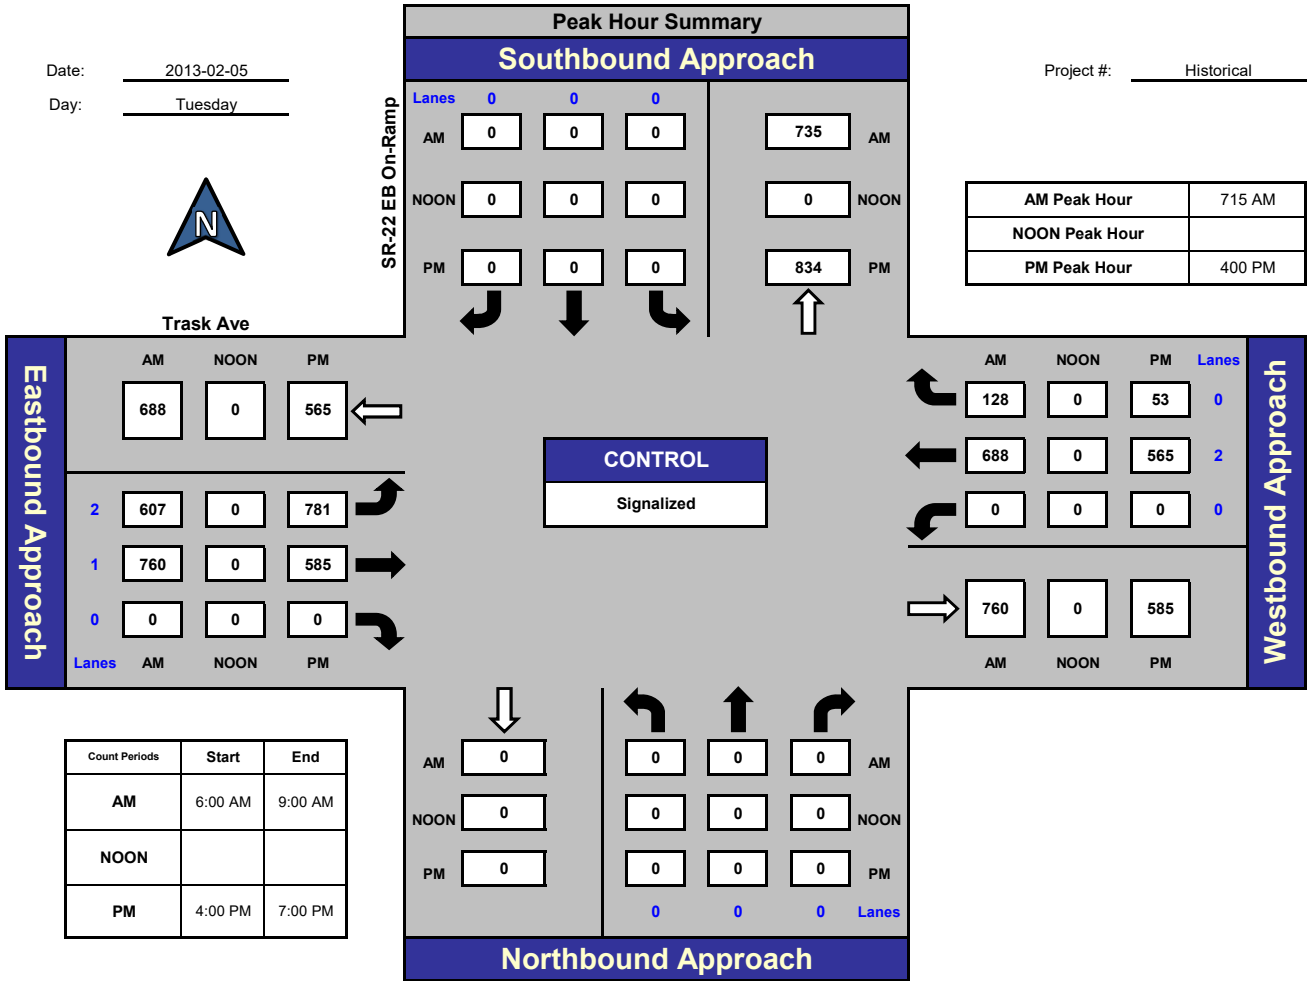 Peak Hour Summary
Southbound Approach
Date: 2013-02-05
Day: Tuesday
Project #: Historical
SR-22 EB On-Ramp
Lanes 0 0 0
AM 0 0 0 735 AM
NOON 0 0 0 0 NOON
PM 0 0 0 834 PM
N
AM Peak Hour 715 AM
NOON Peak Hour
PM Peak Hour 400 PM
Trask Ave
Eastbound Approach
AM NOON PM
688 0 565
2 607 0 781
1 760 0 585
0 0 0 0
Lanes AM NOON PM
CONTROL
Signalized
AM NOON PM Lanes
128 0 53 0
688 0 565 2
0 0 0 0
760 0 585
AM NOON PM
Westbound Approach
Count Periods Start End
AM 6:00 AM 9:00 AM
NOON
PM 4:00 PM 7:00 PM
AM 0 0 0 0 AM
NOON 0 0 0 0 NOON
PM 0 0 0 0 PM
0 0 0 Lanes
Northbound Approach